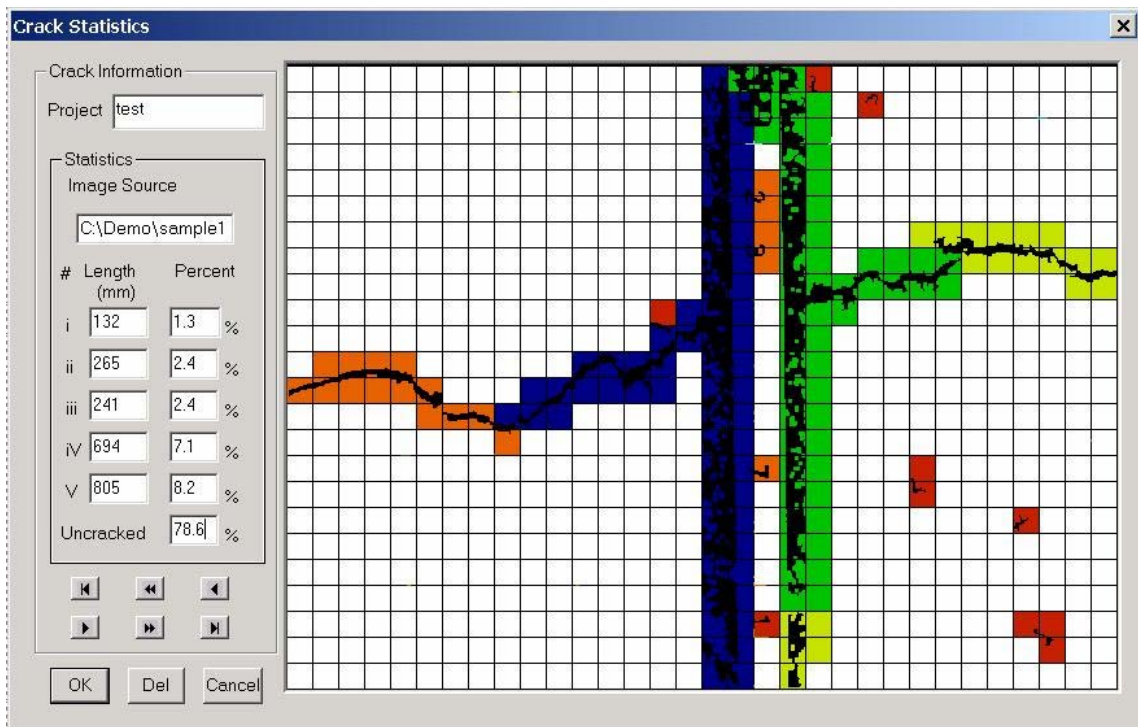 Crack Statistics
Crack Information
Project test
Statistics
Image Source
C:\Demo\sample1
# Length Percent
(mm)
i 132 1.3 %
ii 265 2.4 %
iii 241 2.4 %
iV 694 7.1 %
V 805 8.2 %
Uncracked 78.6 %
OK Del Cancel